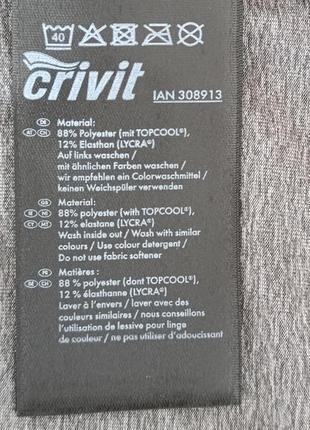 40
crivit
IAN 308913
DE Material:
AT CH 88% Polyester (mit TOPCOOL®),
12% Elasthan (LYCRA®)
Auf links waschen /
mit ähnlichen Farben waschen /
wir empfehlen ein Colorwaschmittel /
keinen Weichspüler verwenden
GB Material:
IE NI 88% polyester (with TOPCOOL®),
CY MT 12% elastane (LYCRA®)
Wash inside out / Wash with similar
colours / Use colour detergent /
Do not use fabric softener
FR Matières :
BE CH 88 % polyester (dont TOPCOOL®),
12 % élasthanne (LYCRA®)
Laver à l'envers / laver avec des
couleurs similaires / nous conseillons
l'utilisation de lessive pour linge
de couleur / ne pas utiliser d'adoucissant